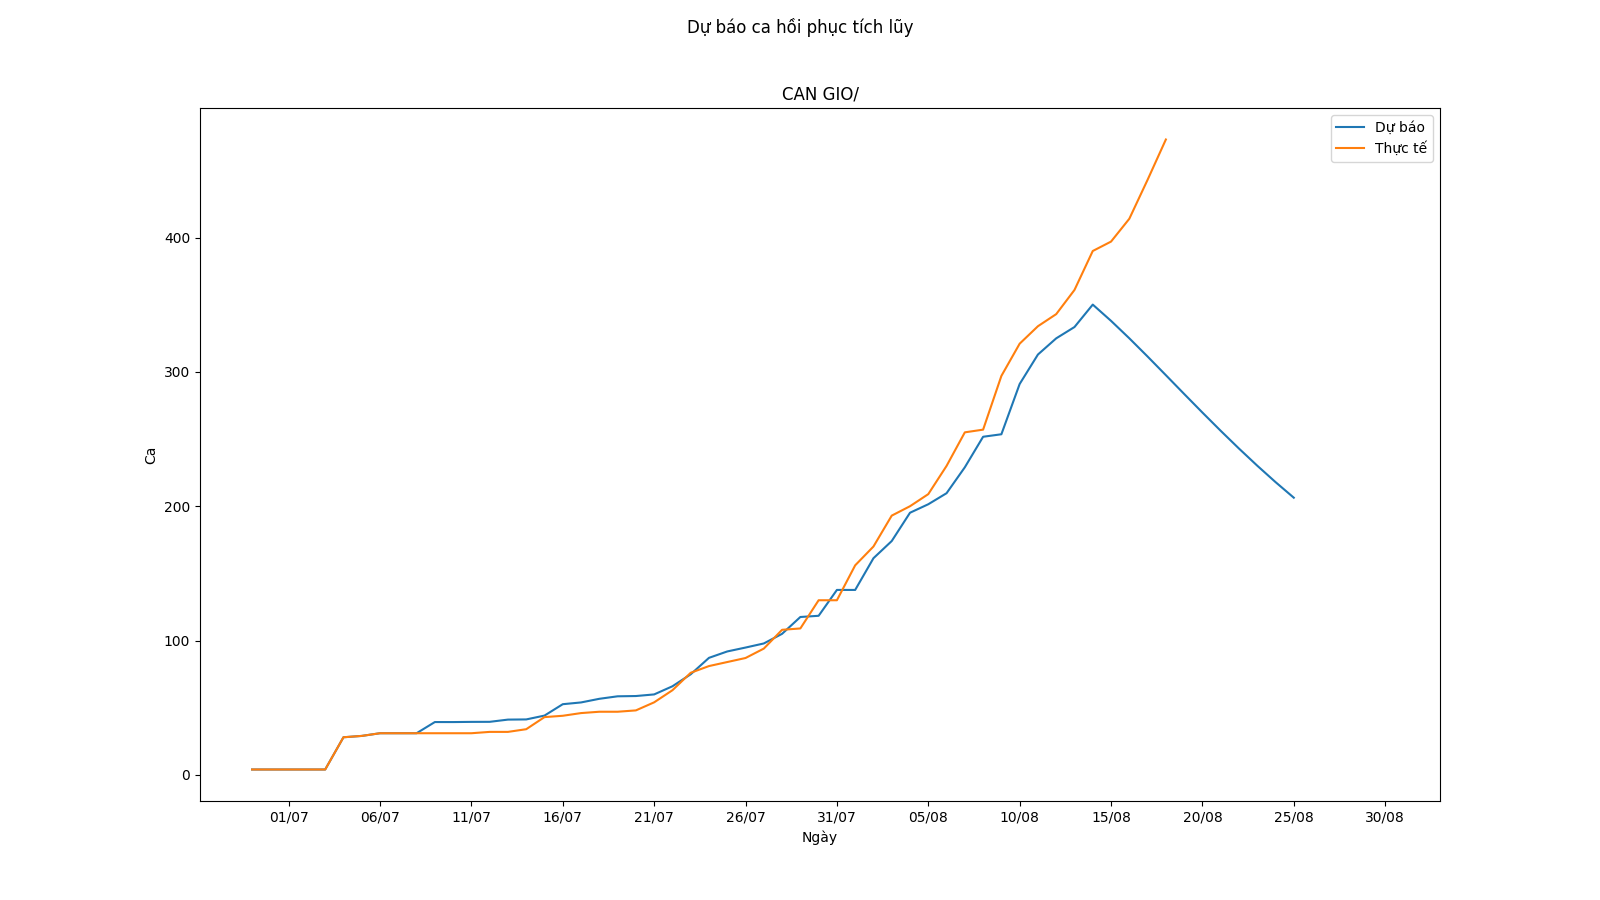 Dự báo ca hồi phục tích lũy
CAN GIO/
Dự báo
Thực tế
400
300
200
100
0
Ca
01/07 06/07 11/07 16/07 21/07 26/07 31/07 05/08 10/08 15/08 20/08 25/08 30/08
Ngày